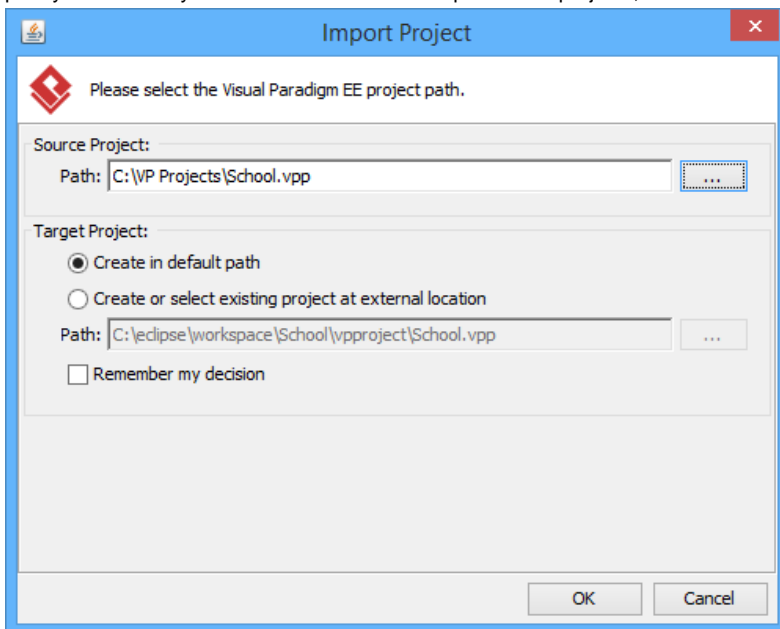 Import Project
Please select the Visual Paradigm EE project path.
Source Project:
Path: C:\VP Projects\School.vpp ...
Target Project:
Create in default path
Create or select existing project at external location
Path: C:\eclipse\workspace\School\vpproject\School.vpp ...
Remember my decision
OK Cancel